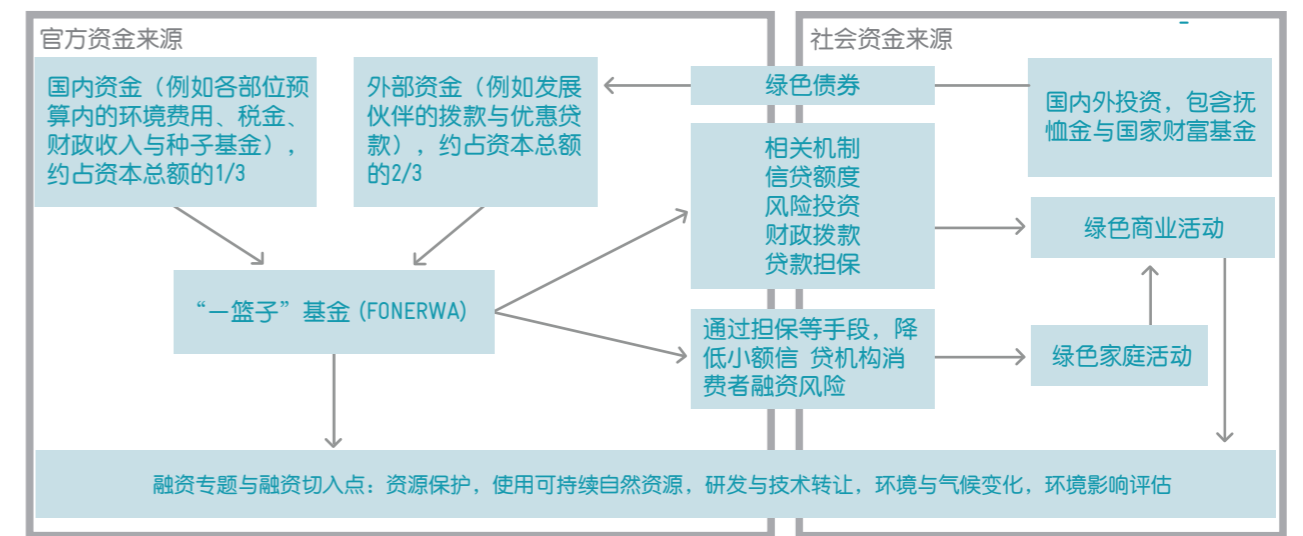 官方资金来源
国内资金（例如各部位预
算内的环境费用、税金、
财政收入与种子基金），
约占资本总额的1/3
外部资金（例如发展
伙伴的拨款与优惠贷
款），约占资本总额
的2/3
“一篮子”基金 (FONERWA)
社会资金来源
绿色债券
国内外投资，包含抚
恤金与国家财富基金
相关机制
信贷额度
风险投资
财政拨款
贷款担保
绿色商业活动
通过担保等手段，降
低小额信 贷机构消
费者融资风险
绿色家庭活动
融资专题与融资切入点：资源保护，使用可持续自然资源，研发与技术转让，环境与气候变化，环境影响评估